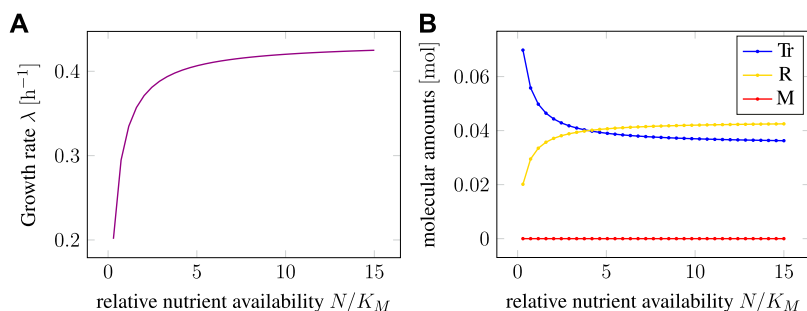 A
Growth rate λ [h⁻¹]
0.4
0.3
0.2
0 5 10 15
relative nutrient availability N/K_M
B
molecular amounts [mol]
0.06
0.04
0.02
0
0 5 10 15
relative nutrient availability N/K_M
Tr
R
M